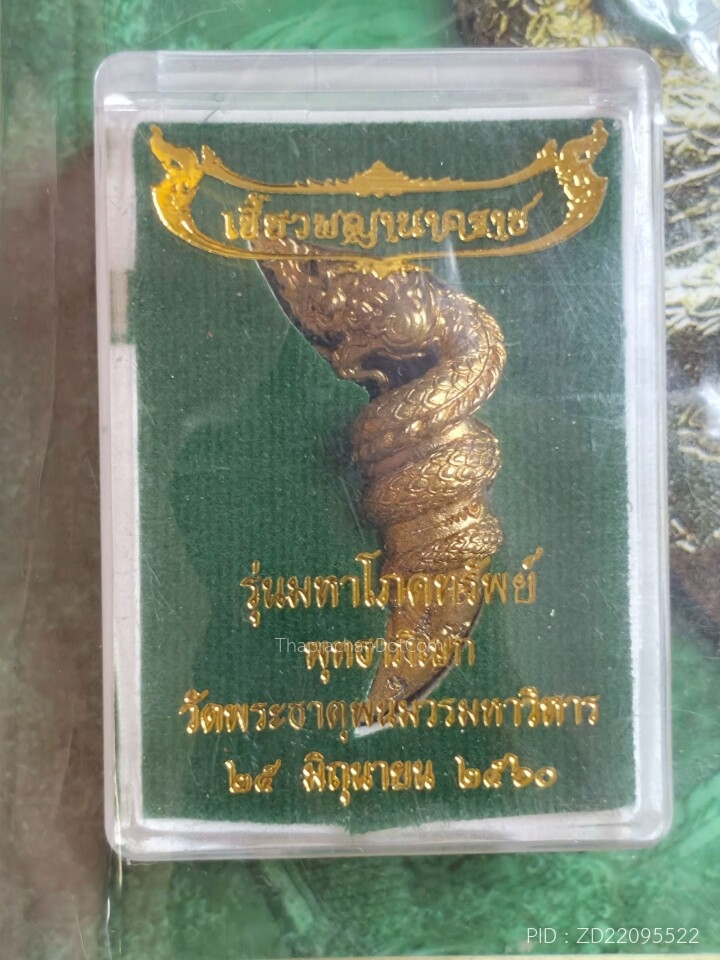 เขี้ยวพญานาคราช
รุ่นมหาโภคทรัพย์
พุทธาภิเษก
ThaprachanDotCom
วัดพระธาตุพนมวรมหาวิหาร
๒๕ มิถุนายน ๒๕๖๐
PID : ZD22095522